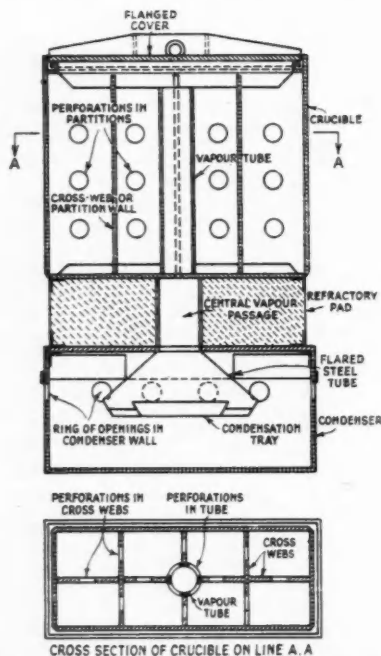 FLANGED
COVER
PERFORATIONS IN
PARTITIONS
CRUCIBLE
A
A
VAPOUR TUBE
CROSS-WEB OR
PARTITION WALL
CENTRAL VAPOUR
PASSAGE
REFRACTORY
PAD
FLARED
STEEL
TUBE
RING OF OPENINGS IN
CONDENSER WALL
CONDENSATION
TRAY
CONDENSER
PERFORATIONS IN
CROSS WEBS
PERFORATIONS
IN TUBE
CROSS
WEBS
VAPOUR
TUBE
CROSS SECTION OF CRUCIBLE ON LINE A.A